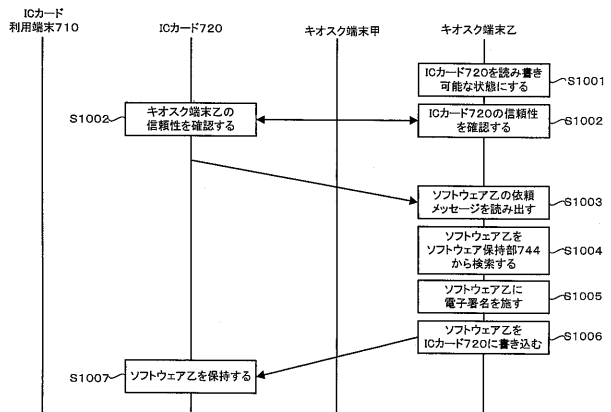 ICカード
利用端末710
ICカード720
キオスク端末甲
キオスク端末乙
ICカード720を読み書き
可能な状態にする
S1001
S1002
キオスク端末乙の
信頼性を確認する
ICカード720の信頼性
を確認する
S1002
ソフトウェア乙の依頼
メッセージを読み出す
S1003
ソフトウェア乙を
ソフトウェア保持部744
から検索する
S1004
ソフトウェア乙に
電子署名を施す
S1005
ソフトウェア乙を
ICカード720に書き込む
S1006
S1007
ソフトウェア乙を保持する